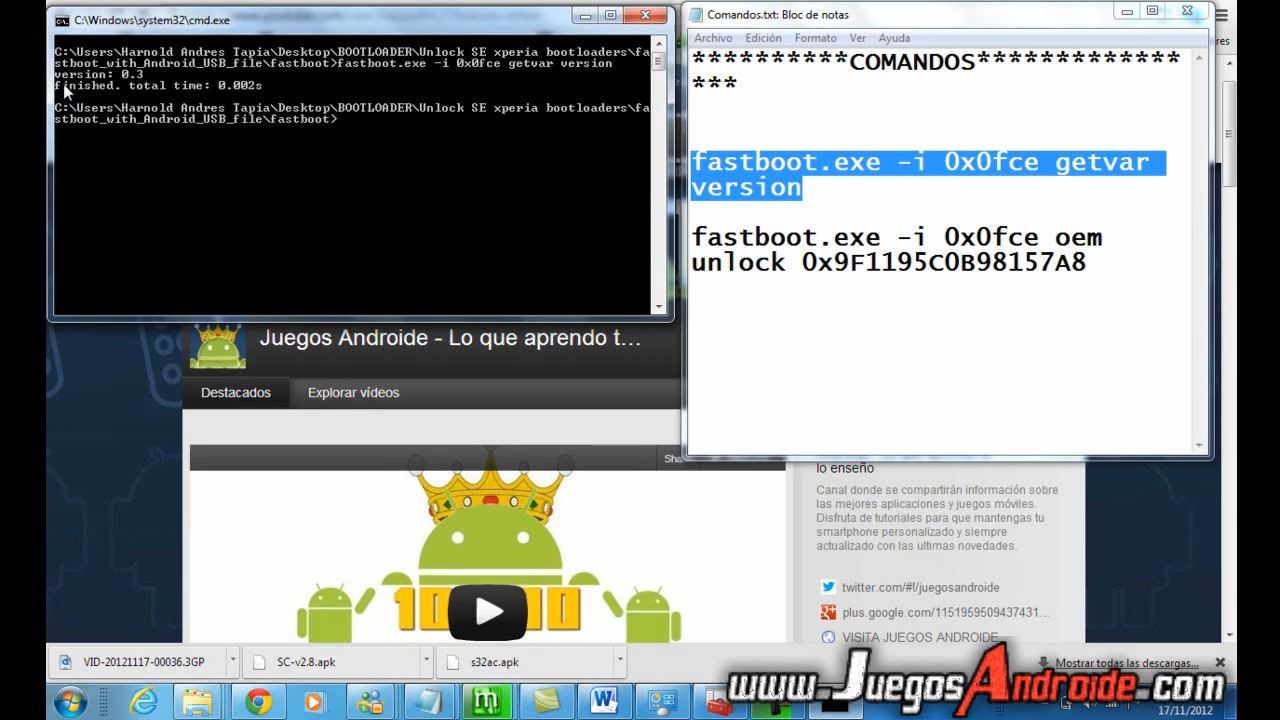 C:\Windows\system32\cmd.exe
C:\Users\Harnold Andres Tapia\Desktop\BOOTLOADER\Unlock SE xperia bootloaders\fa
stboot_with_Android_USB_file\fastboot>fastboot.exe -i 0x0fce getvar version
version: 0.3
finished. total time: 0.002s
C:\Users\Harnold Andres Tapia\Desktop\BOOTLOADER\Unlock SE xperia bootloaders\fa
stboot_with_Android_USB_file\fastboot>
Comandos.txt: Bloc de notas
Archivo Edición Formato Ver Ayuda
**********COMANDOS*************
***
fastboot.exe -i 0x0fce getvar
version
fastboot.exe -i 0x0fce oem
unlock 0x9F1195C0B98157A8
Juegos Androide - Lo que aprendo t...
Destacados Explorar vídeos
Sha
lo enseño
Canal donde se compartirán información sobre
las mejores aplicaciones y juegos móviles.
Disfruta de tutoriales para que mantengas tu
smartphone personalizado y siempre
actualizado con las ultimas novedades.
twitter.com/#!/juegosandroide
plus.google.com/1151959509437431...
VISITA JUEGOS ANDROIDE
VID-20121117-00036.3GP
SC-v2.8.apk
s32ac.apk
Mostrar todas las descargas...
www.JuegosAndroide.com
17/11/2012